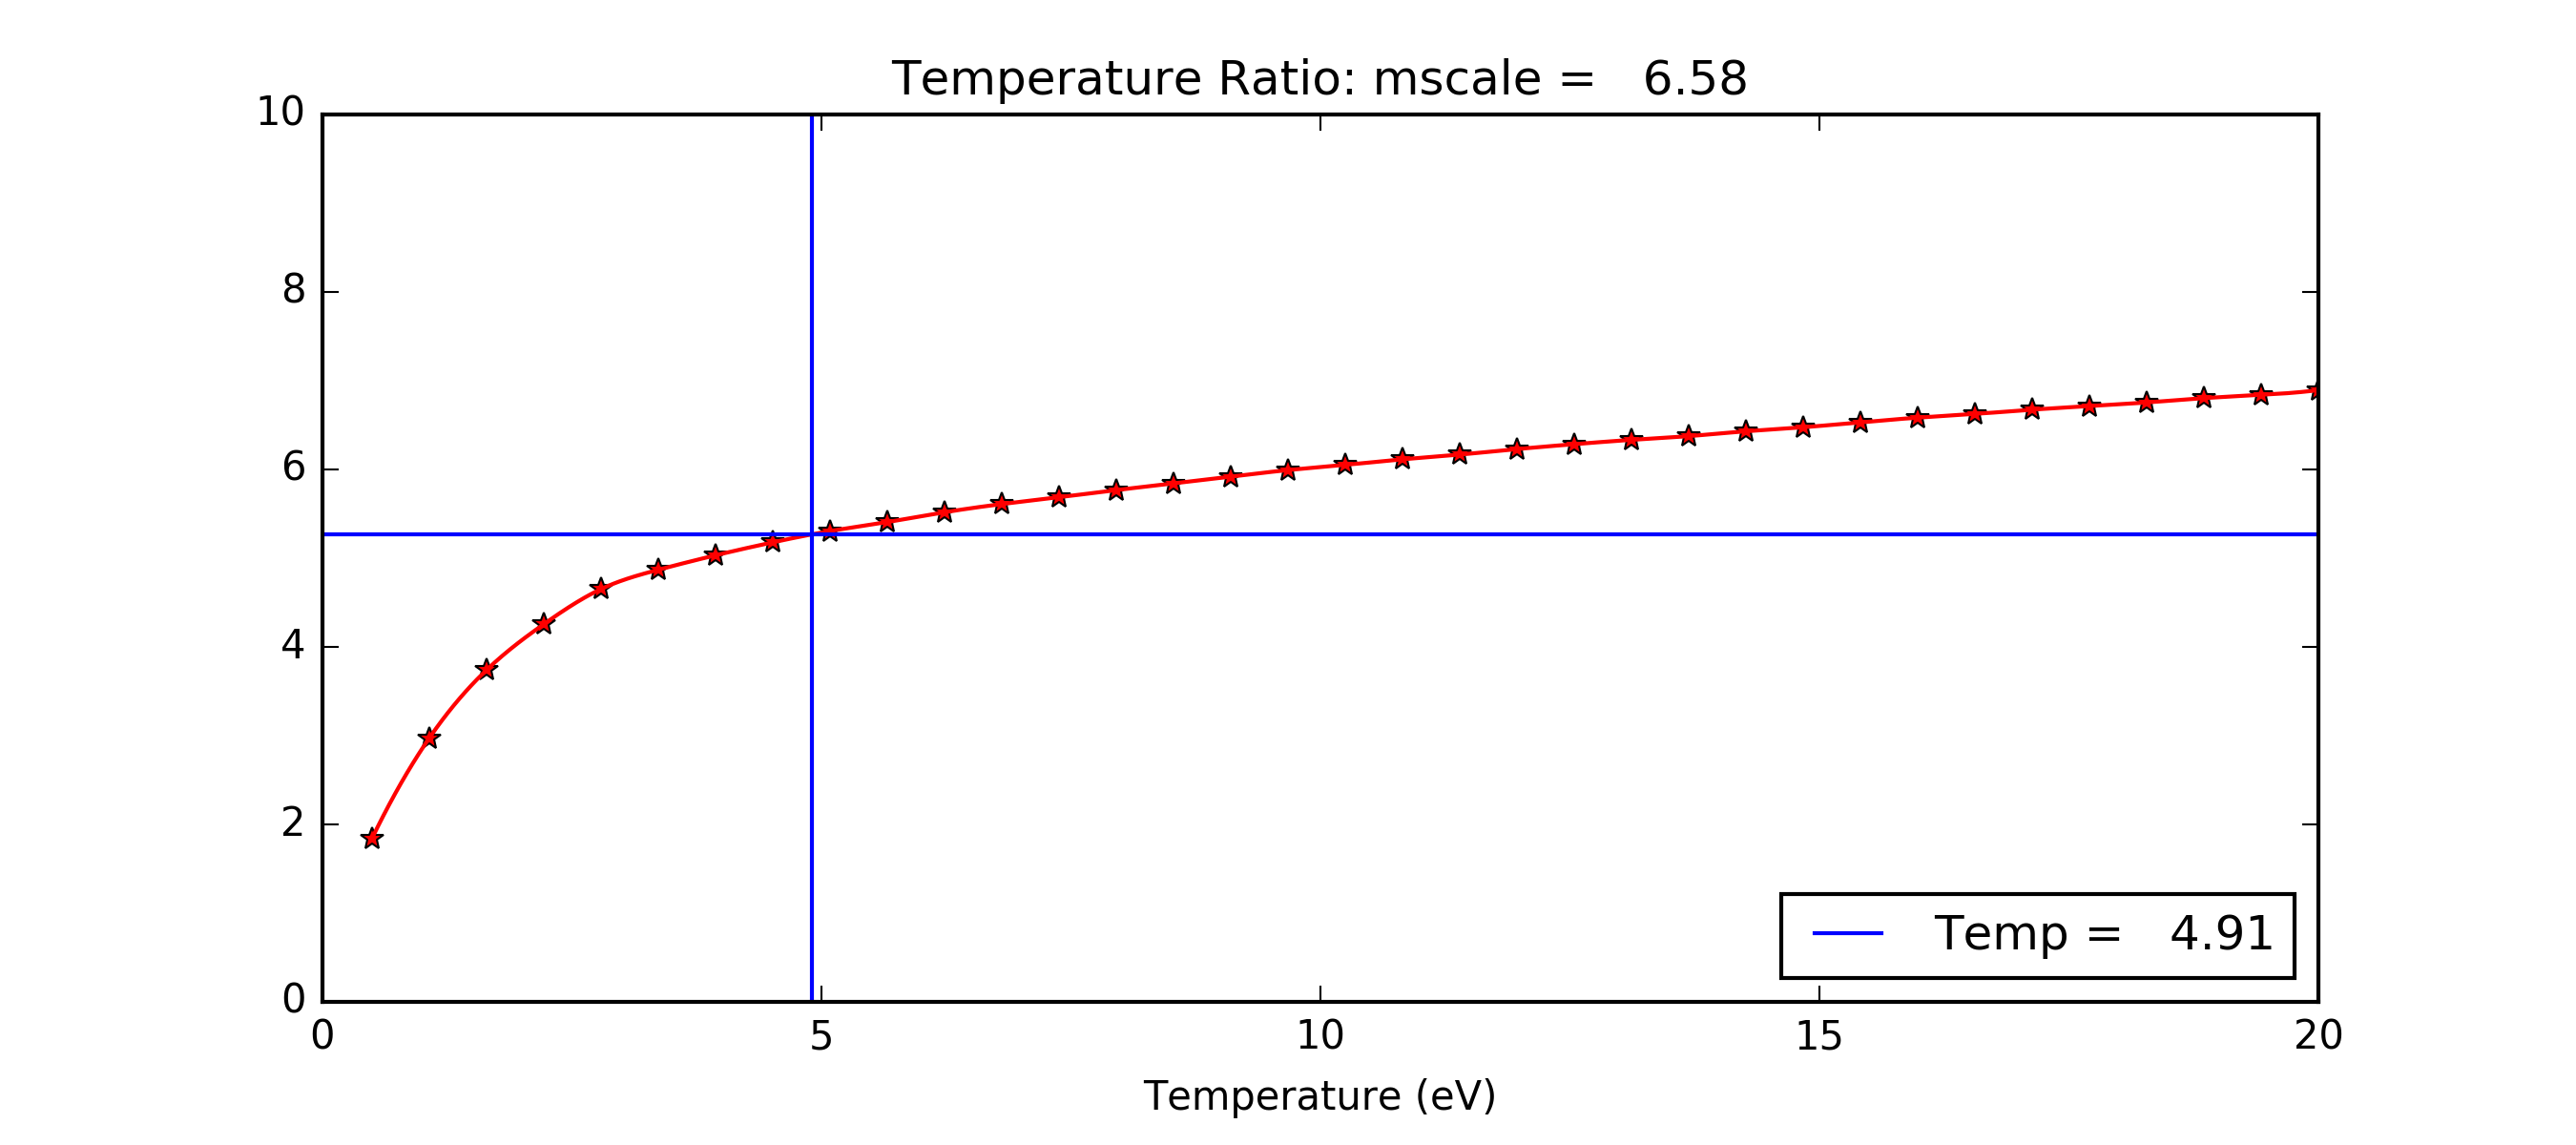 Temperature Ratio: mscale = 6.58
10
8
6
4
2
0
0 5 10 15 20
Temperature (eV)
Temp = 4.91